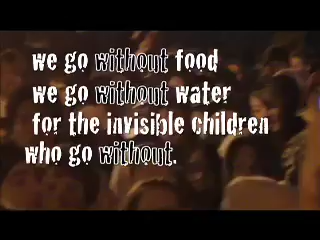 we go without food
we go without water
for the invisible children
who go without.